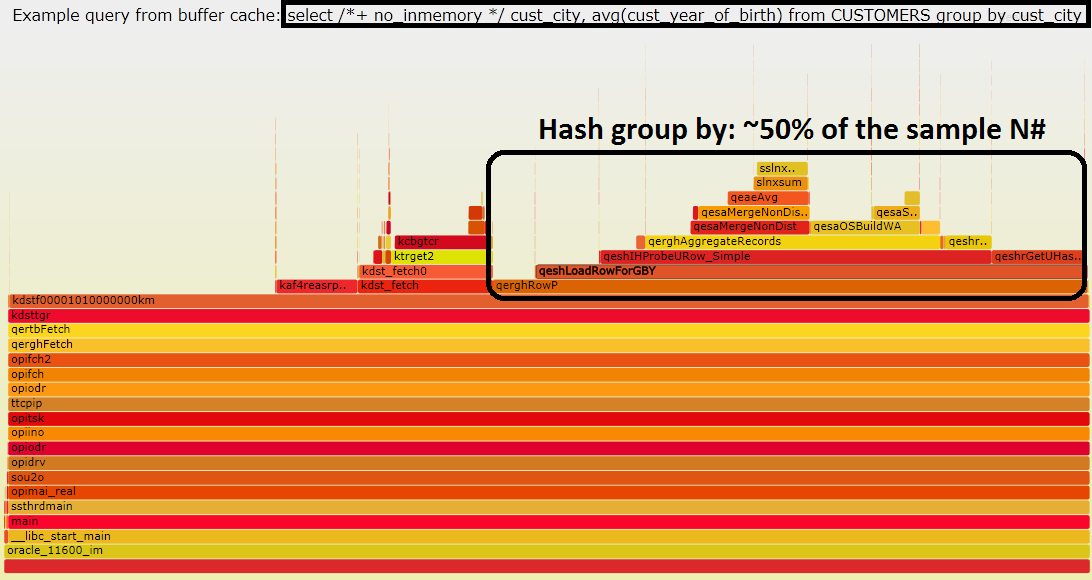 Example query from buffer cache: select /*+ no_inmemory */ cust_city, avg(cust_year_of_birth) from CUSTOMERS group by cust_city
Hash group by: ~50% of the sample N#
sslnx..
slnxsum
qeaeAvg
qesaMergeNonDis.. qesaS..
qesaMergeNonDist qesaOSBuildWA
kcbgtcr qerghAggregateRecords qeshr..
ktrget2 qeshIHProbeURow_Simple qeshrGetUHas..
kdst_fetch0 qeshLoadRowForGBY
kaf4reasrp.. kdst_fetch qerghRowP
kdstf00001010000000km
kdsttgr
qertbFetch
qerghFetch
opifch2
opifch
opiodr
ttcpip
opitsk
opiino
opiodr
opidrv
sou2o
opimai_real
ssthrdmain
main
__libc_start_main
oracle_11600_im